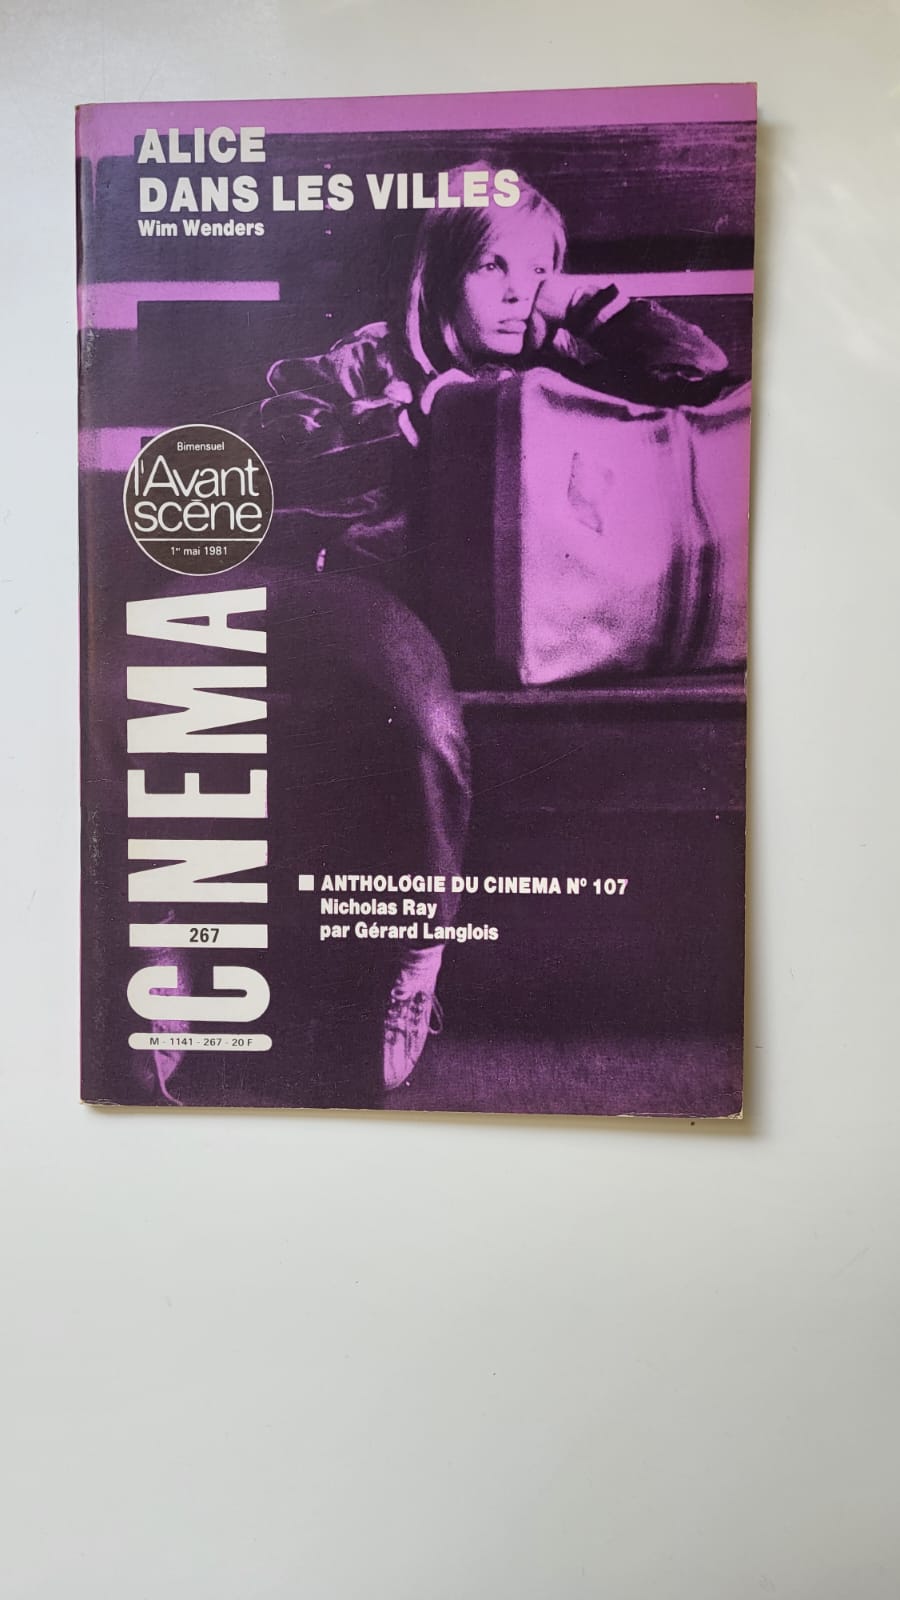 ALICE
DANS LES VILLES
Wim Wenders
Bimensuel
l'Avant
scène
1er mai 1981
CINEMA
267
■ ANTHOLOGIE DU CINEMA N° 107
Nicholas Ray
par Gérard Langlois
M - 1141 - 267 - 20 F